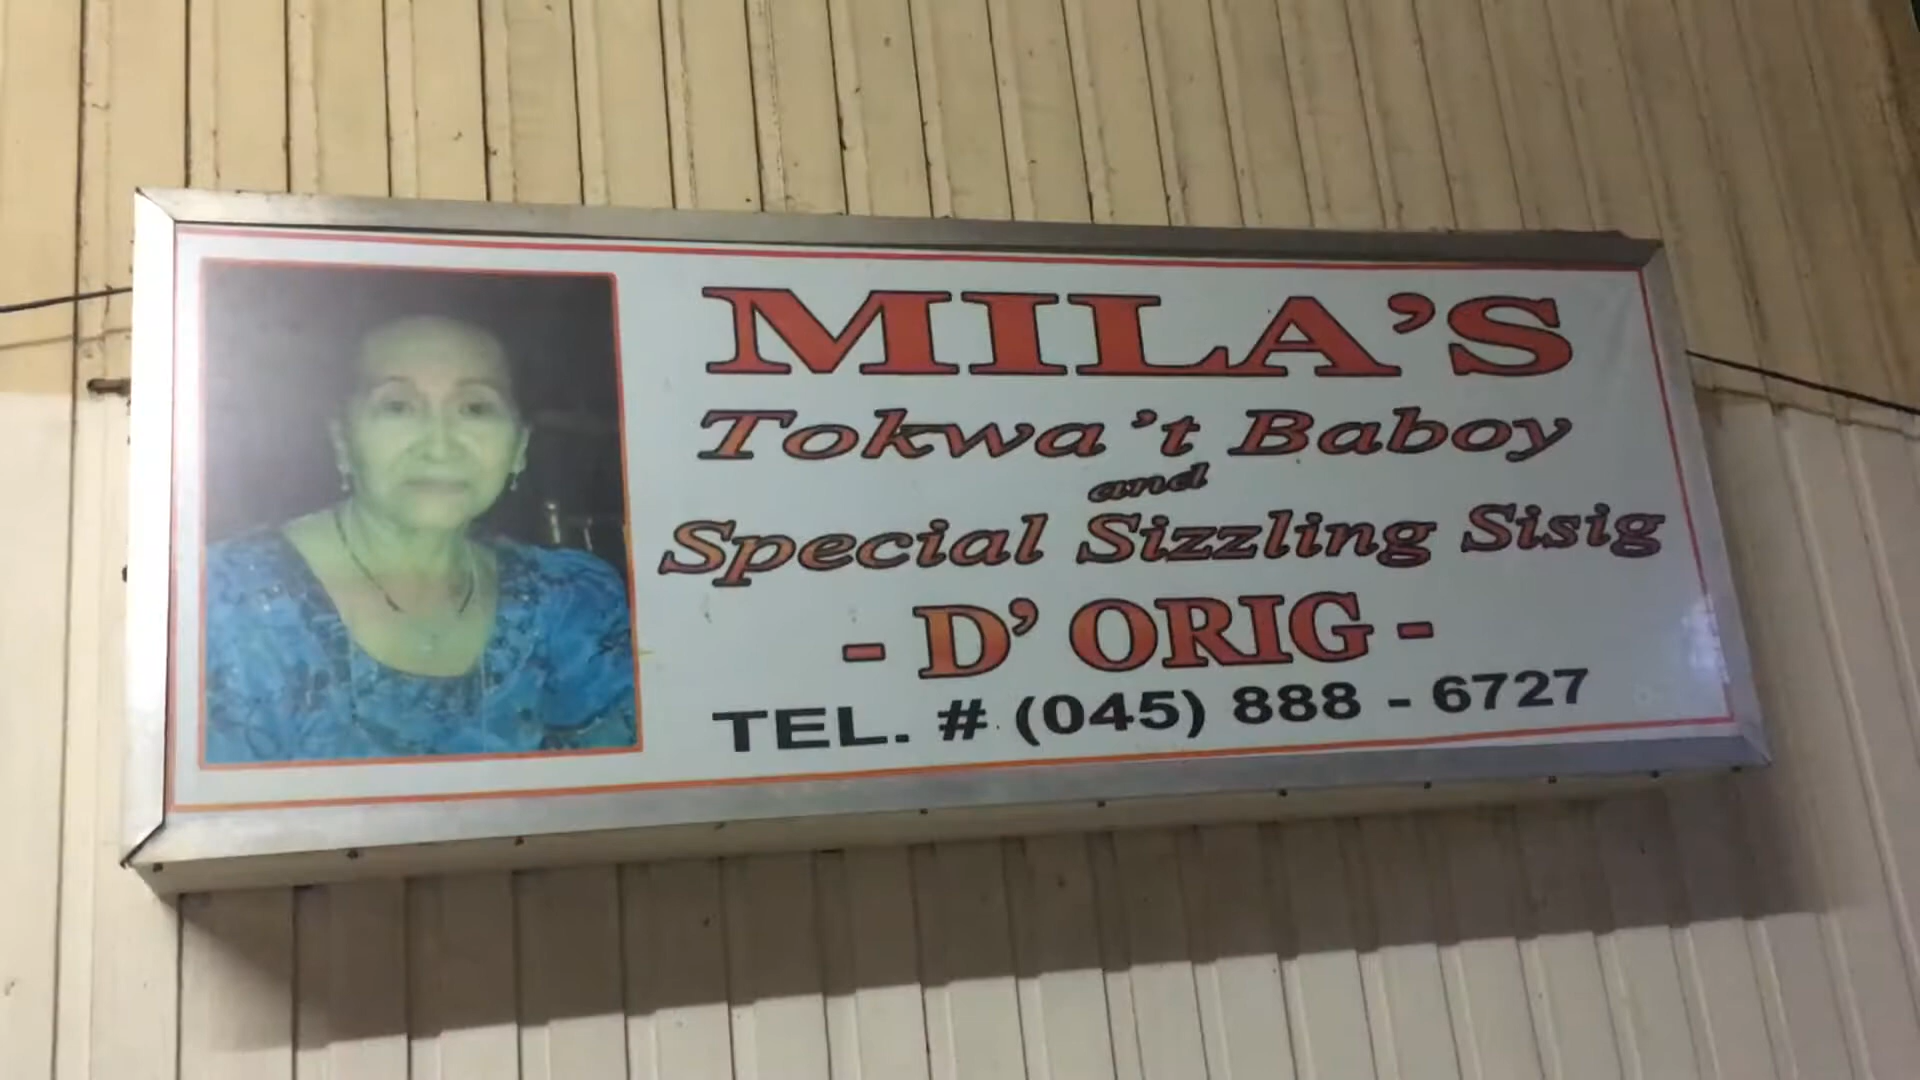 MILA'S
Tokwa't Baboy
and
Special Sizzling Sisig
- D' ORIG -
TEL. # (045) 888 - 6727